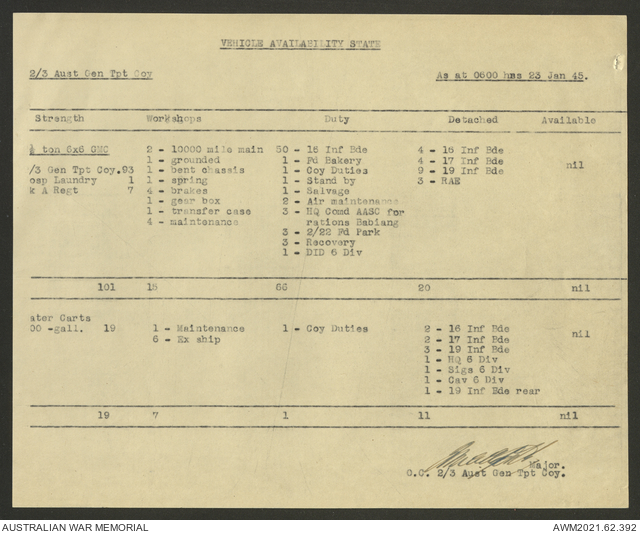 VEHICLE AVAILABILITY STATE
2/3 Aust Gen Tpt Coy As at 0600 hrs 23 Jan 45.
Strength Workshops Duty Detached Available
½ ton 6x6 GMC 2 - 10000 mile main 50 - 16 Inf Bde 4 - 16 Inf Bde nil
1 - grounded 1 - Fd Bakery 4 - 17 Inf Bde
/3 Gen Tpt Coy.93 1 - bent chassis 1 - Coy Duties 9 - 19 Inf Bde
osp Laundry 1 1 - spring 1 - Stand by 3 - RAE
k A Regt 7 4 - brakes 1 - Salvage
1 - gear box 2 - Air maintenance
1 - transfer case 3 - HQ Comd AASC for
4 - maintenance rations Babiang
3 - 2/22 Fd Park
3 - Recovery
1 - DID 6 Div
101 15 66 20 nil
ater Carts
00 -gall. 19 1 - Maintenance 1 - Coy Duties 2 - 16 Inf Bde nil
6 - Ex ship 2 - 17 Inf Bde
3 - 19 Inf Bde
1 - HQ 6 Div
1 - Sigs 6 Div
1 - Cav 6 Div
1 - 19 Inf Bde rear
19 7 1 11 nil
Major.
O.C. 2/3 Aust Gen Tpt Coy.
AUSTRALIAN WAR MEMORIAL AWM2021.62.392